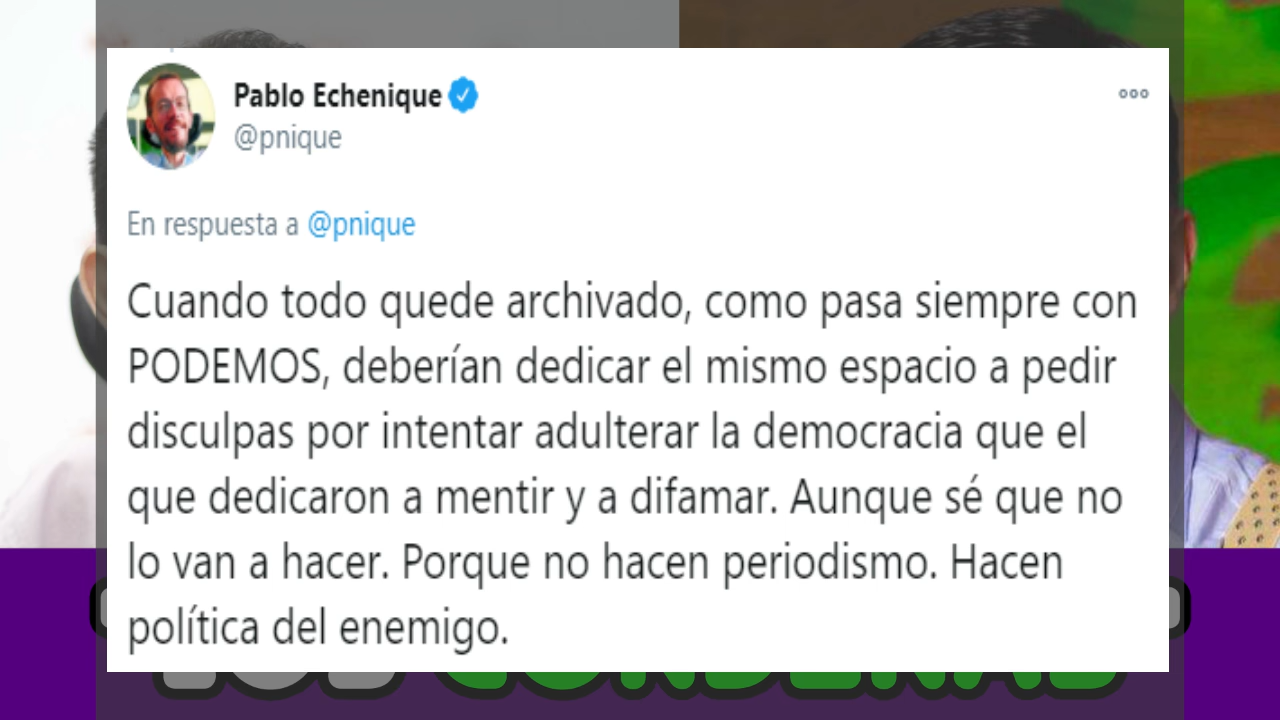 Pablo Echenique
@pnique
En respuesta a @pnique
Cuando todo quede archivado, como pasa siempre con
PODEMOS, deberían dedicar el mismo espacio a pedir
disculpas por intentar adulterar la democracia que el
que dedicaron a mentir y a difamar. Aunque sé que no
lo van a hacer. Porque no hacen periodismo. Hacen
política del enemigo.